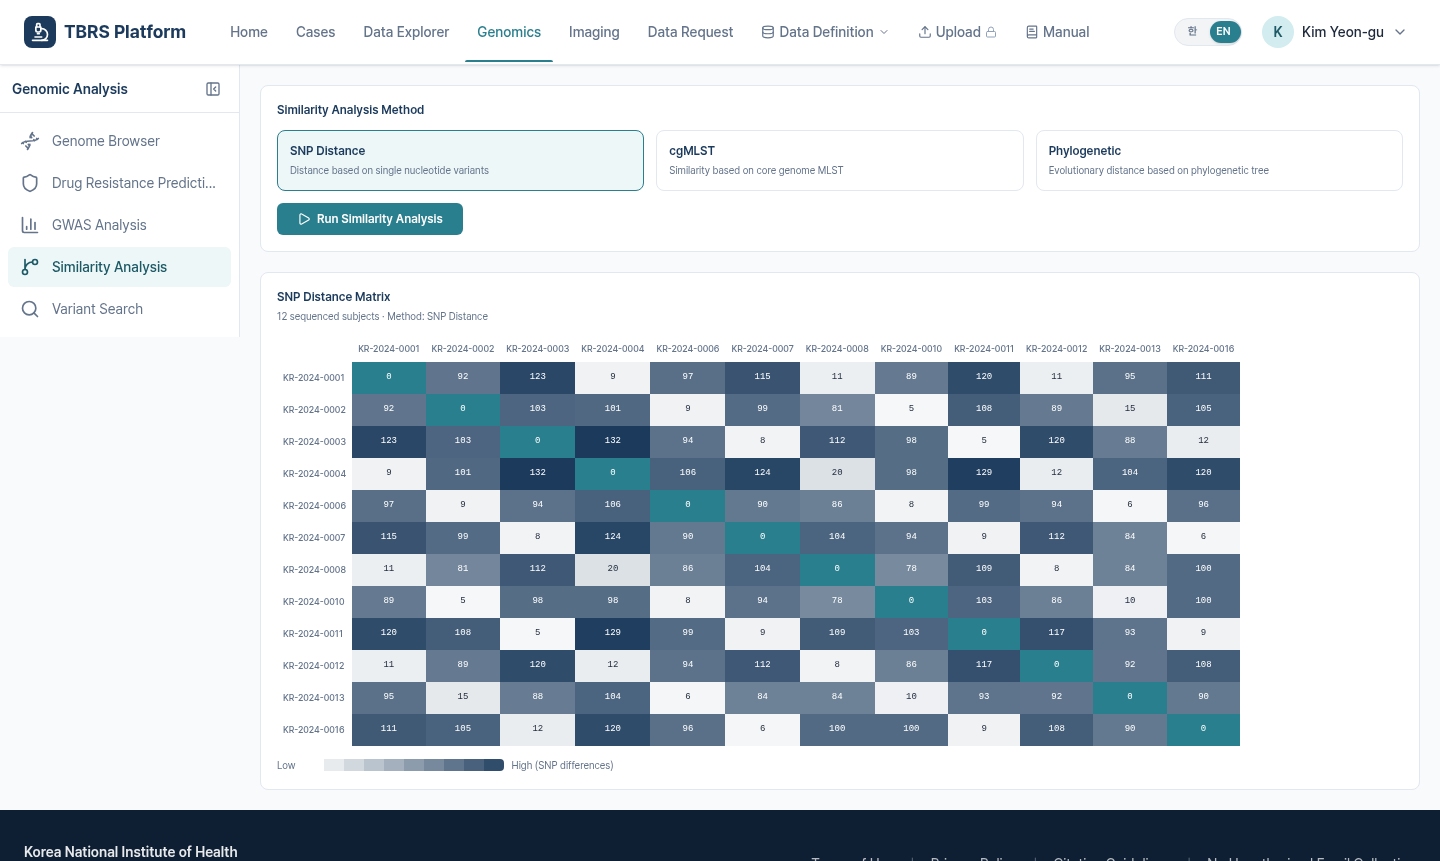 TBRS Platform Home Cases Data Explorer Genomics Imaging Data Request Data Definition Upload Manual 한 EN K Kim Yeon-gu
Genomic Analysis
Genome Browser
Drug Resistance Predicti...
GWAS Analysis
Similarity Analysis
Variant Search
Similarity Analysis Method
SNP Distance
Distance based on single nucleotide variants
cgMLST
Similarity based on core genome MLST
Phylogenetic
Evolutionary distance based on phylogenetic tree
Run Similarity Analysis
SNP Distance Matrix
12 sequenced subjects · Method: SNP Distance
KR-2024-0001 KR-2024-0002 KR-2024-0003 KR-2024-0004 KR-2024-0006 KR-2024-0007 KR-2024-0008 KR-2024-0010 KR-2024-0011 KR-2024-0012 KR-2024-0013 KR-2024-0016
KR-2024-0001 0 92 123 9 97 115 11 89 120 11 95 111
KR-2024-0002 92 0 103 101 9 99 81 5 108 89 15 105
KR-2024-0003 123 103 0 132 94 8 112 98 5 120 88 12
KR-2024-0004 9 101 132 0 106 124 20 98 129 12 104 120
KR-2024-0006 97 9 94 106 0 90 86 8 99 94 6 96
KR-2024-0007 115 99 8 124 90 0 104 94 9 112 84 6
KR-2024-0008 11 81 112 20 86 104 0 78 109 8 84 100
KR-2024-0010 89 5 98 98 8 94 78 0 103 86 10 100
KR-2024-0011 120 108 5 129 99 9 109 103 0 117 93 9
KR-2024-0012 11 89 120 12 94 112 8 86 117 0 92 108
KR-2024-0013 95 15 88 104 6 84 84 10 93 92 0 90
KR-2024-0016 111 105 12 120 96 6 100 100 9 108 90 0
Low High (SNP differences)
Korea National Institute of Health